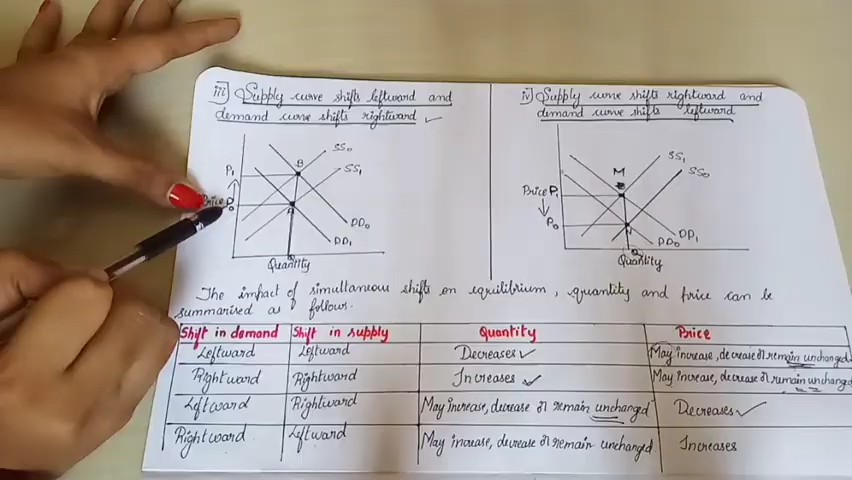 iii) Supply curve shifts leftward and
demand curve shifts rightward
P1
Price P0
B
A
SS0
SS1
DD0
DD1
Quantity
iv) Supply curve shifts rightward and
demand curve shifts leftward
Price P1
P0
M
N
SS1
SS0
DD1
DD0
Quantity
The impact of simultaneous shifts on equilibrium, quantity and price can be
summarised as follows.
Shift in demand Shift in supply Quantity Price
Leftward Leftward Decreases May increase, decrease or remain unchanged
Rightward Rightward Increases May increase, decrease or remain unchanged
Leftward Rightward May increase, decrease or remain unchanged Decreases
Rightward Leftward May increase, decrease or remain unchanged Increases